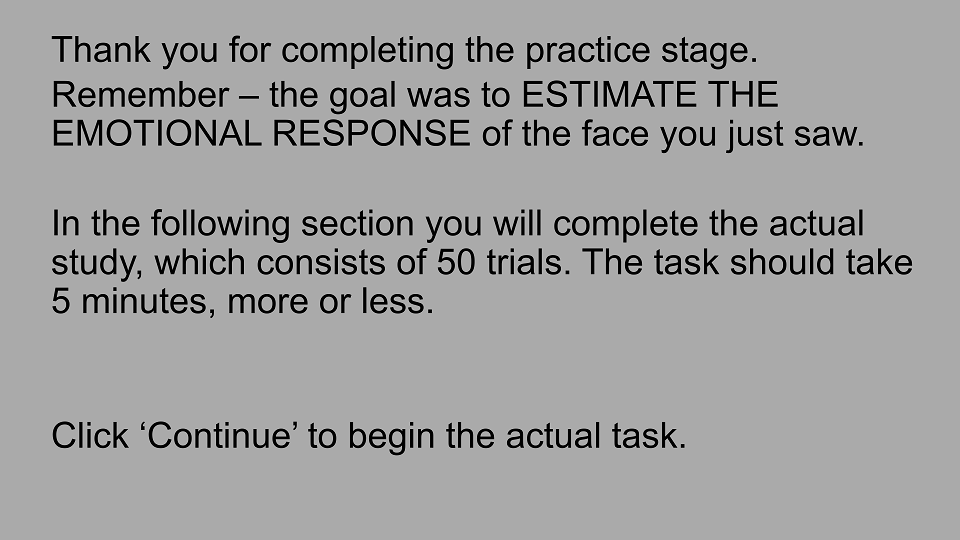 Thank you for completing the practice stage.
Remember – the goal was to ESTIMATE THE
EMOTIONAL RESPONSE of the face you just saw.
In the following section you will complete the actual
study, which consists of 50 trials. The task should take
5 minutes, more or less.
Click ‘Continue’ to begin the actual task.